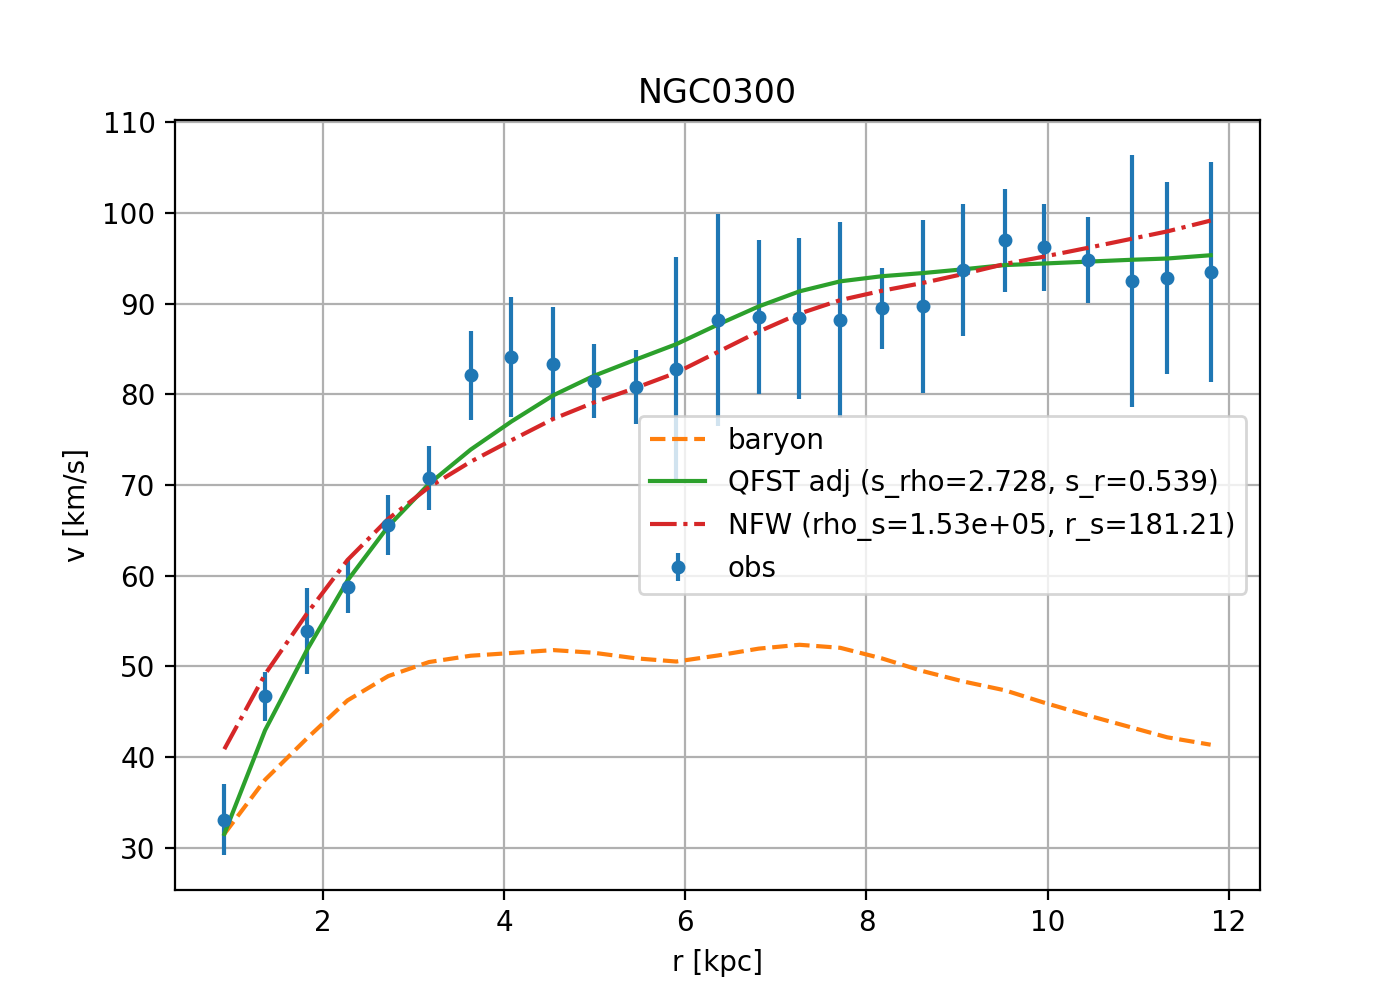 NGC0300
110
100
90
80
70
60
50
40
30
v [km/s]
baryon
QFST adj (s_rho=2.728, s_r=0.539)
NFW (rho_s=1.53e+05, r_s=181.21)
obs
2 4 6 8 10 12
r [kpc]